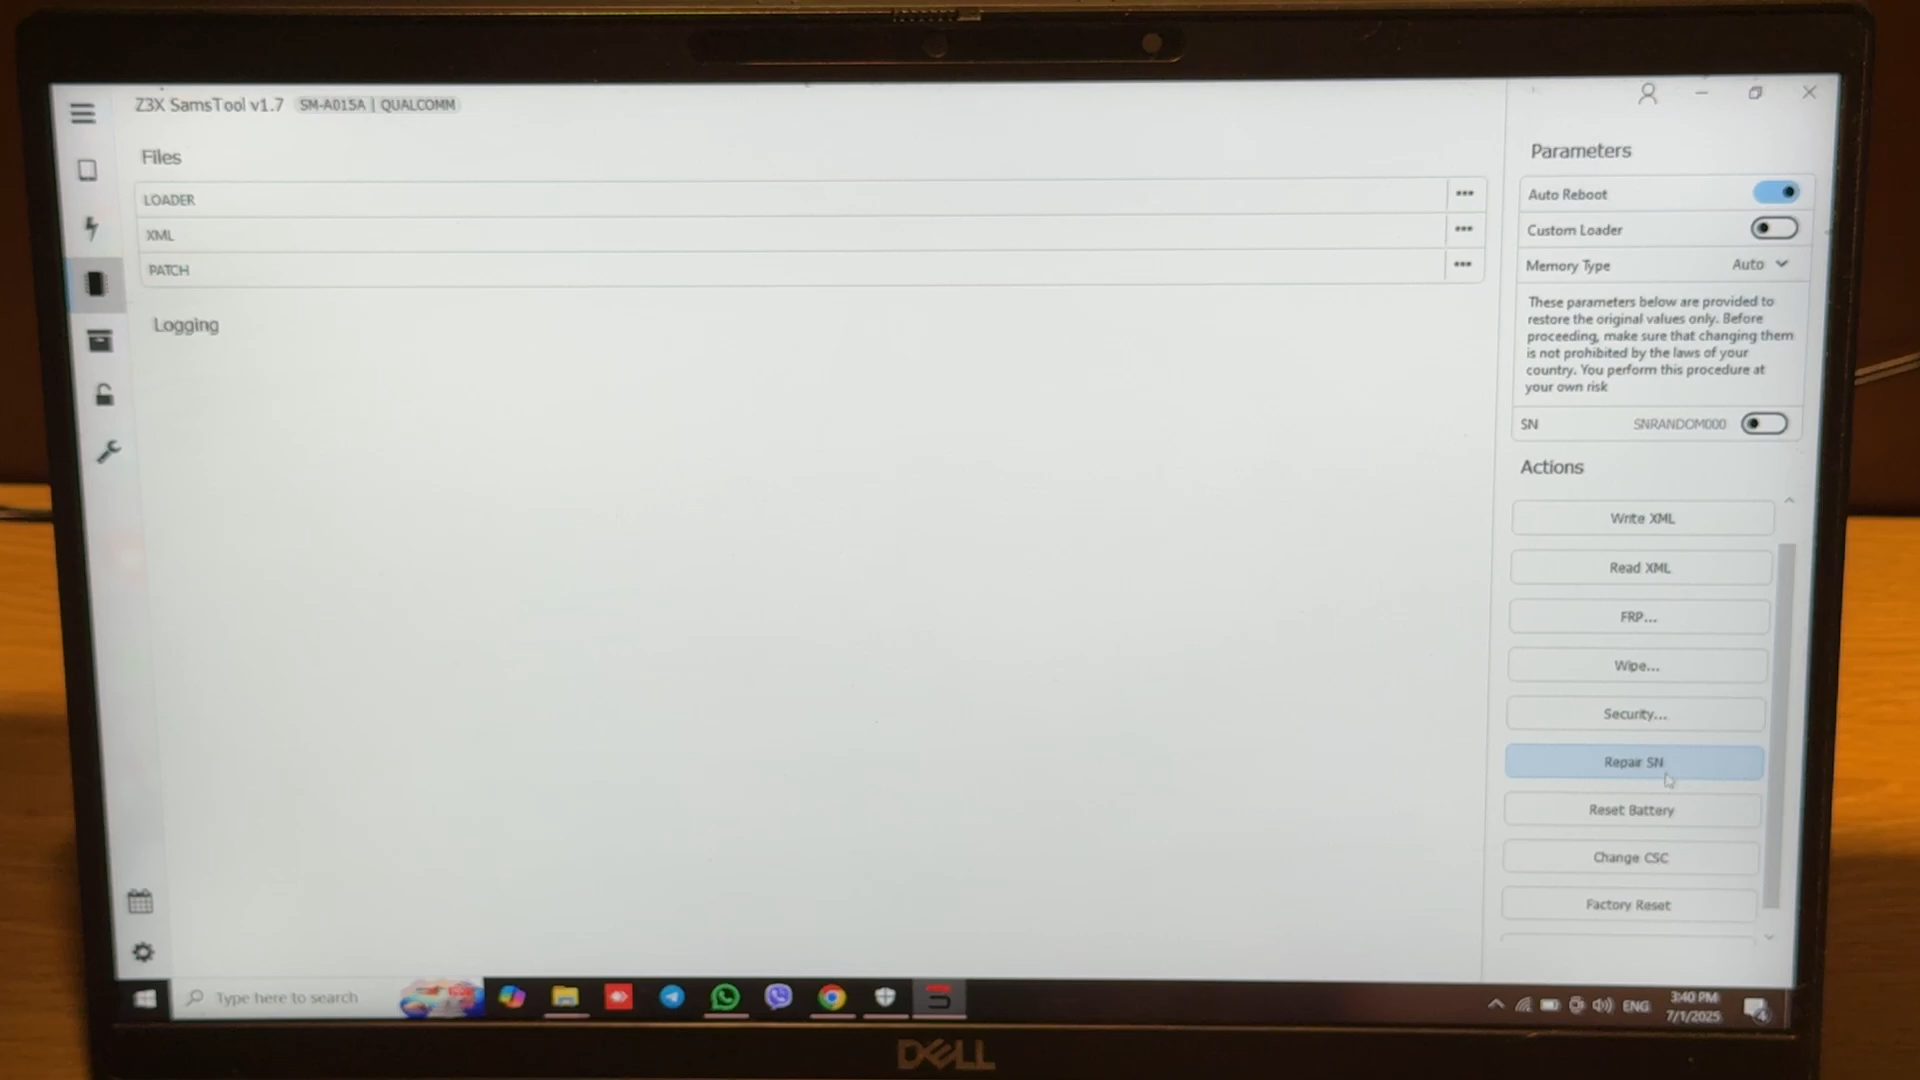 Z3X SamsTool v1.7 SM-A015A | QUALCOMM
Files
LOADER
XML
PATCH
Logging
Parameters
Auto Reboot
Custom Loader
Memory Type Auto
These parameters below are provided to
restore the original values only. Before
proceeding, make sure that changing them
is not prohibited by the laws of your
country. You perform this procedure at
your own risk
SN SNRANDOM000
Actions
Write XML
Read XML
FRP...
Wipe...
Security...
Repair SN
Reset Battery
Change CSC
Factory Reset
Type here to search
ENG
3:40 PM
7/1/2025
4
DELL